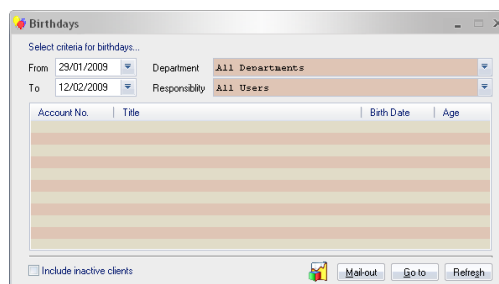 Birthdays
Select criteria for birthdays...
From 29/01/2009 Department All Departments
To 12/02/2009 Responsiblity All Users
Account No. Title Birth Date Age
Include inactive clients Mail-out Go to Refresh